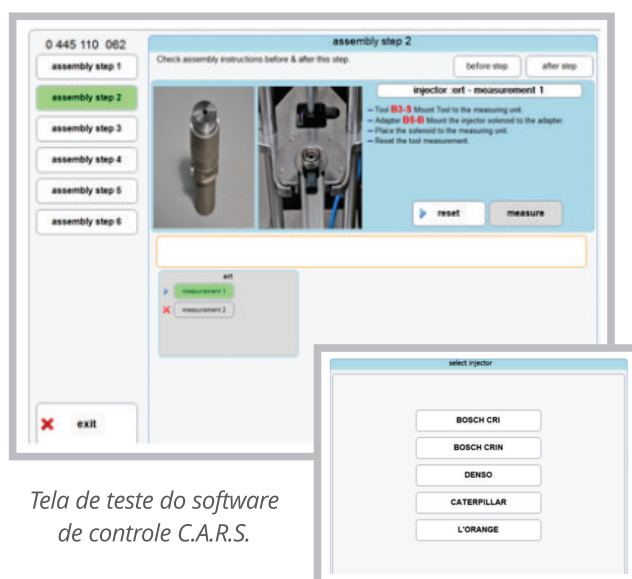 0 445 110 062
assembly step 1
assembly step 2
assembly step 3
assembly step 4
assembly step 5
assembly step 6
exit
assembly step 2
Check assembly instructions before & after this step.
before step
after step
injector :ert - measurement 1
– Tool B3-S Mount Tool to the measuring unit.
– Adapter B5-B Mount the injector solenoid to the adapter.
– Place the solenoid to the measuring unit.
– Reset the tool measurement.
reset
measure
ert
measurement 1
measurement 2
select injector
BOSCH CRI
BOSCH CRIN
DENSO
CATERPILLAR
L'ORANGE
Tela de teste do software
de controle C.A.R.S.